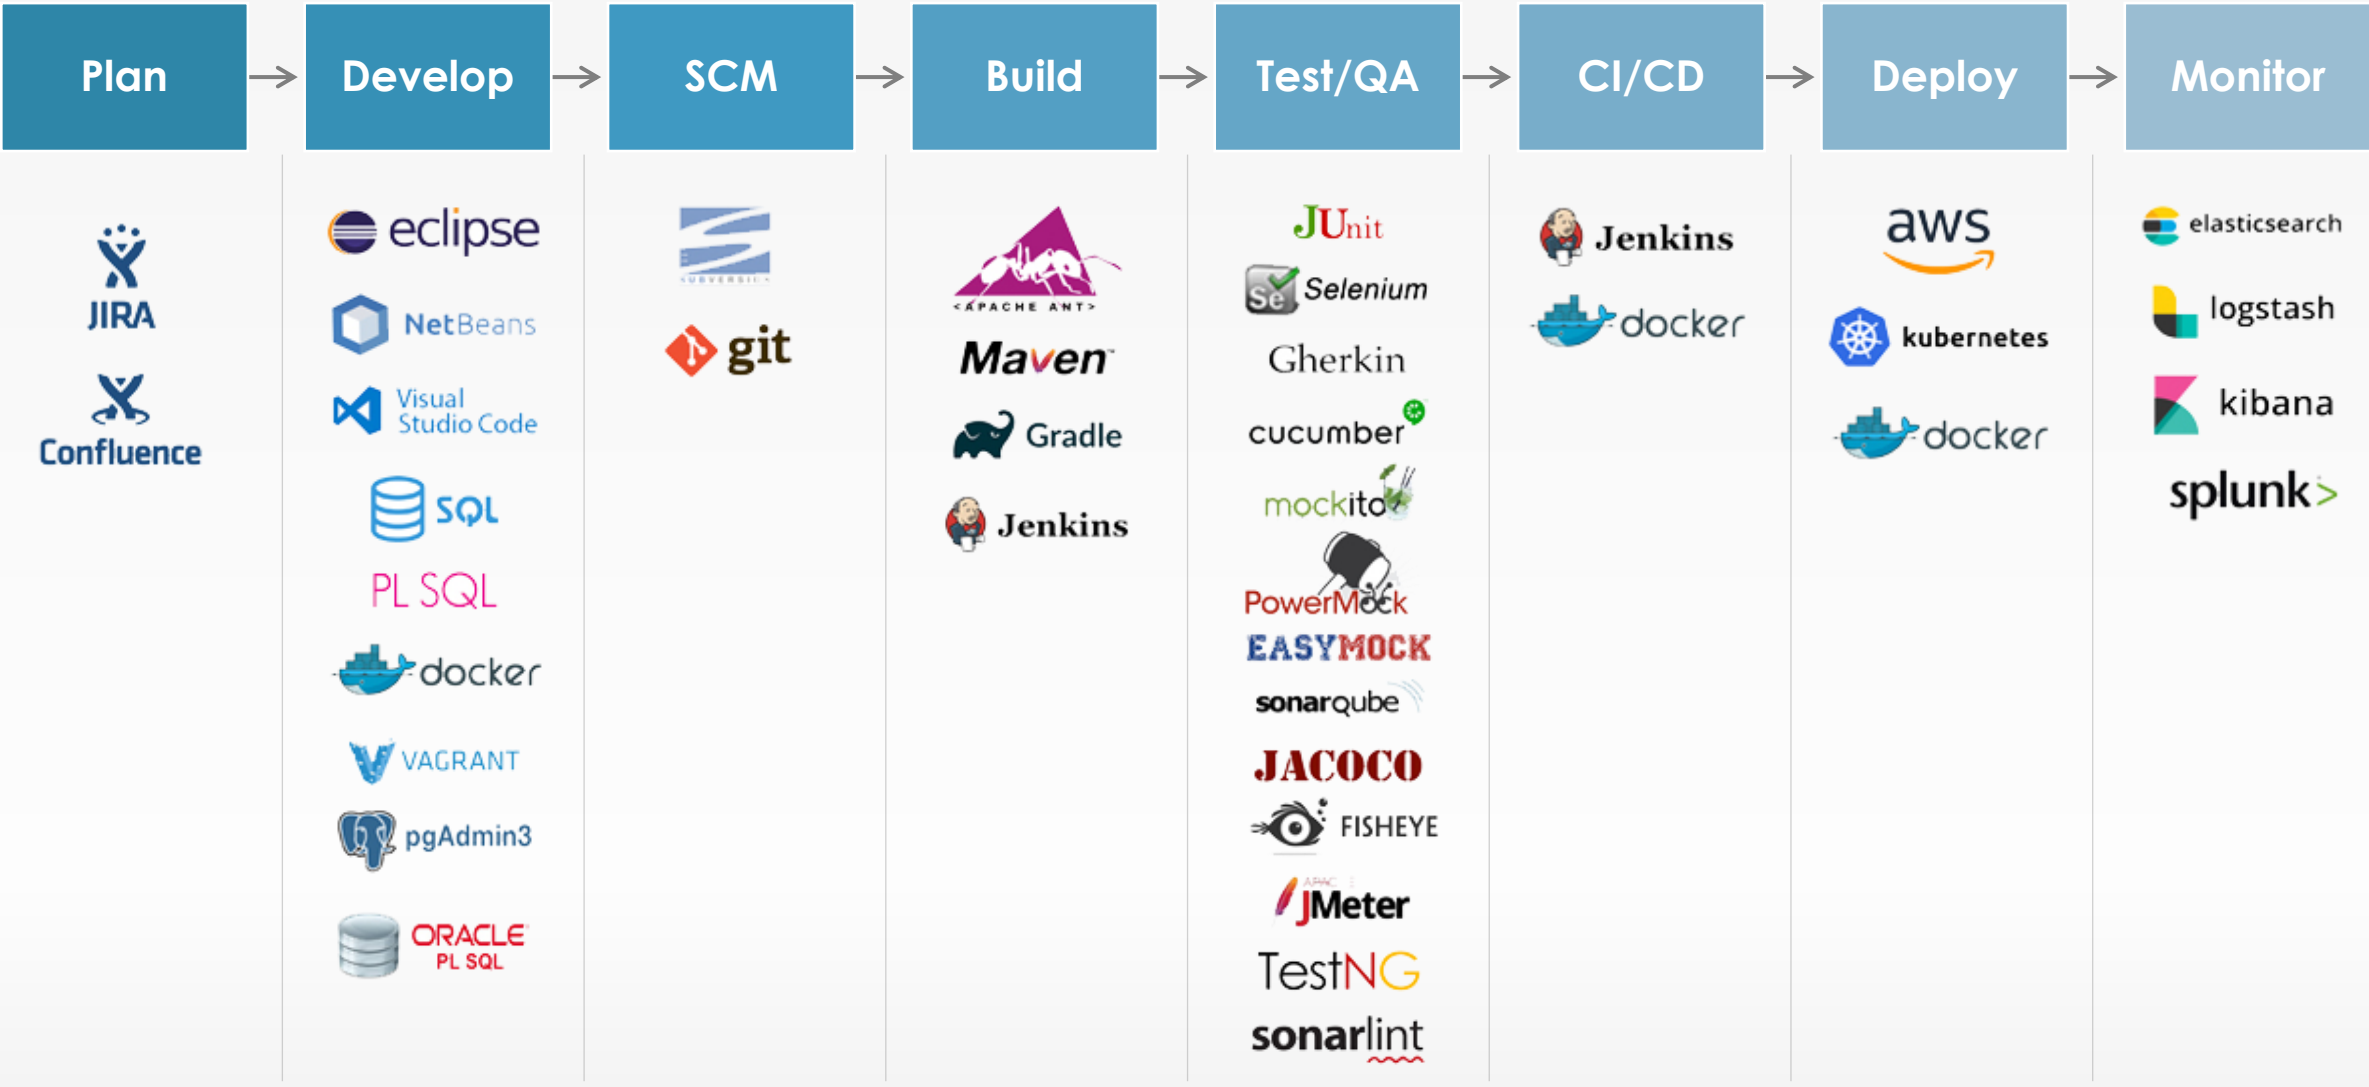 Plan
Develop
SCM
Build
Test/QA
CI/CD
Deploy
Monitor
JIRA
Confluence
eclipse
NetBeans
Visual
Studio Code
SQL
PL SQL
docker
VAGRANT
pgAdmin3
ORACLE
PL SQL
git
<APACHE ANT>
Maven™
Gradle
Jenkins
JUnit
Se Selenium
Gherkin
cucumber
mockito
PowerMock
EASYMOCK
sonarqube
JACOCO
FISHEYE
JMeter
TestNG
sonarlint
Jenkins
docker
aws
kubernetes
docker
elasticsearch
logstash
kibana
splunk>